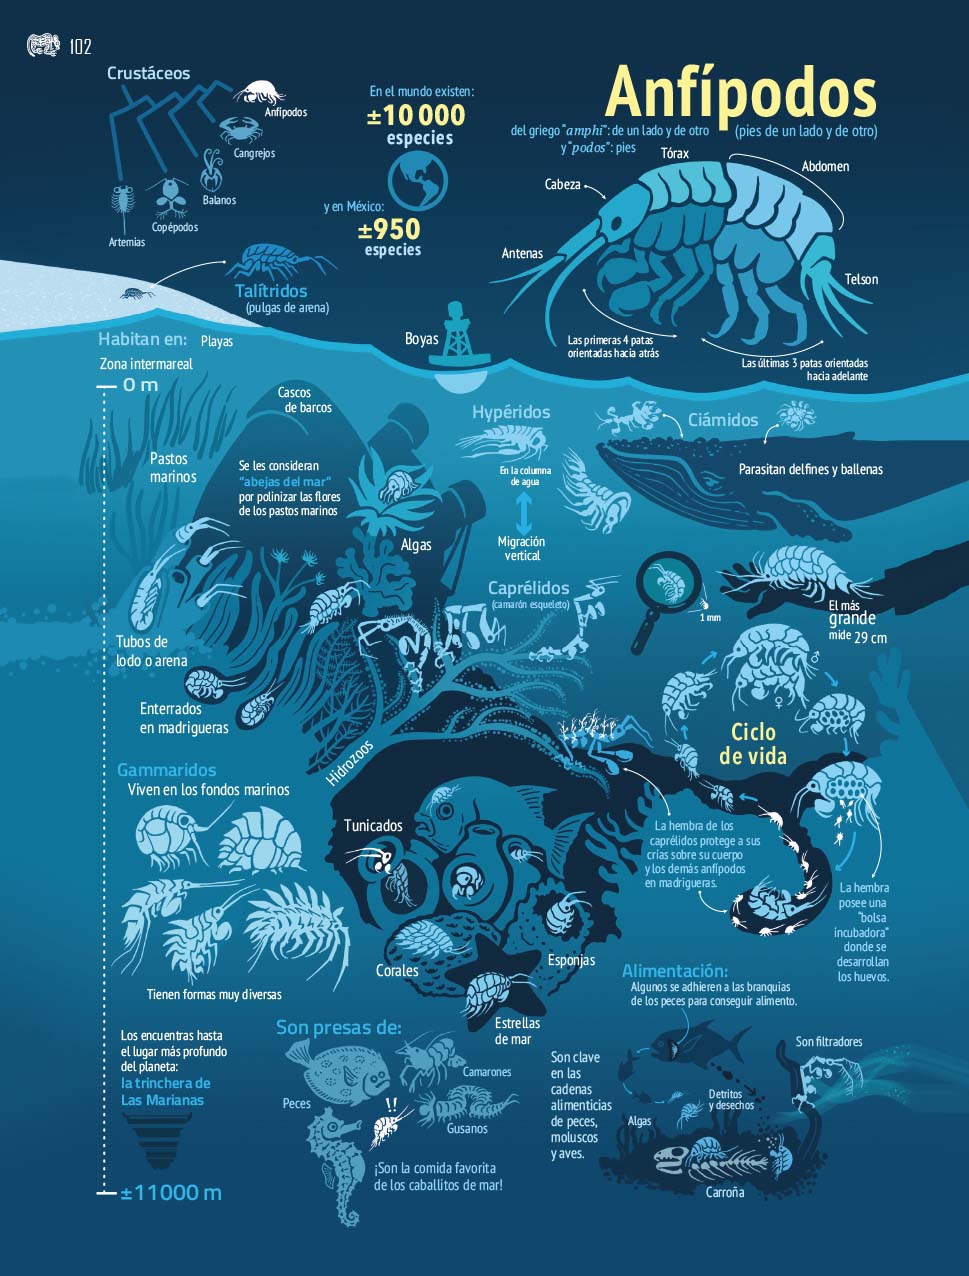 102
Crustáceos
Anfípodos
Cangrejos
Balanos
Copépodos
Artemias
En el mundo existen:
±10 000
especies
y en México:
±950
especies
Anfípodos
del griego "amphi": de un lado y de otro
y "podos": pies
(pies de un lado y de otro)
Tórax
Abdomen
Cabeza
Antenas
Telson
Las primeras 4 patas
orientadas hacia atrás
Las últimas 3 patas orientadas
hacia adelante
Talítridos
(pulgas de arena)
Habitan en:
Playas
Boyas
Zona intermareal
0 m
Cascos
de barcos
Pastos
marinos
Se les consideran
"abejas del mar"
por polinizar las flores
de los pastos marinos
Algas
Hypéridos
En la columna
de agua
Migración
vertical
Ciámidos
Parasitan delfines y ballenas
Caprélidos
(camarón esqueleto)
1 mm
El más
grande
mide 29 cm
Tubos de
lodo o arena
Enterrados
en madrigueras
Hidrozoos
♂
♀
Ciclo
de vida
Gammaridos
Viven en los fondos marinos
Tienen formas muy diversas
Tunicados
Corales
Esponjas
Estrellas
de mar
La hembra de los
caprélidos protege a sus
crías sobre su cuerpo
y los demás anfípodos
en madrigueras.
La hembra
posee una
"bolsa
incubadora"
donde se
desarrollan
los huevos.
Los encuentras hasta
el lugar más profundo
del planeta:
la trinchera de
Las Marianas
±11000 m
Son presas de:
Peces
Camarones
Gusanos
!!
¡Son la comida favorita
de los caballitos de mar!
Alimentación:
Algunos se adhieren a las branquias
de los peces para conseguir alimento.
Son clave
en las
cadenas
alimenticias
de peces,
moluscos
y aves.
Son filtradores
Detritos
y desechos
Algas
Carroña